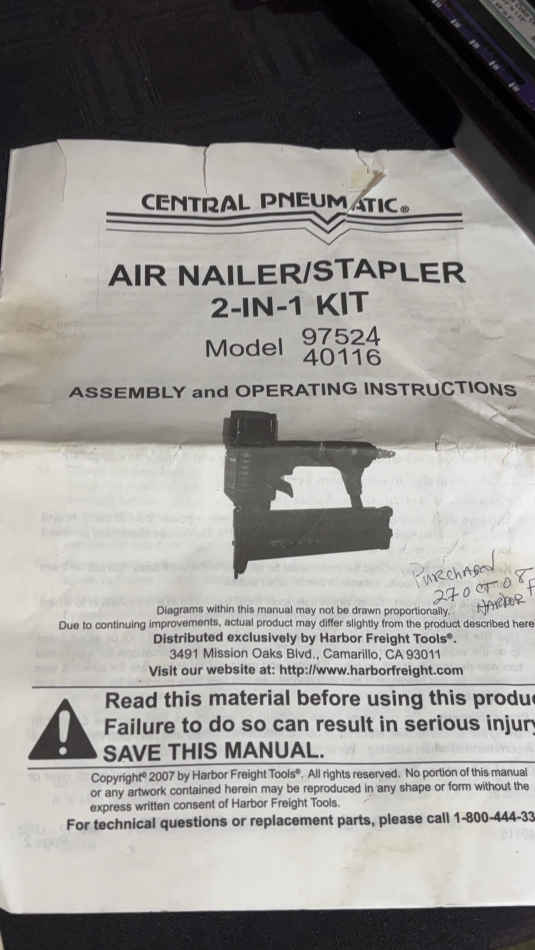 CENTRAL PNEUMATIC®
AIR NAILER/STAPLER
2-IN-1 KIT
Model 97524
40116
ASSEMBLY and OPERATING INSTRUCTIONS
PURCHASED
27 OCT 08
HARBOR F
Diagrams within this manual may not be drawn proportionally.
Due to continuing improvements, actual product may differ slightly from the product described here
Distributed exclusively by Harbor Freight Tools®.
3491 Mission Oaks Blvd., Camarillo, CA 93011
Visit our website at: http://www.harborfreight.com
Read this material before using this produ
Failure to do so can result in serious injury
SAVE THIS MANUAL.
Copyright© 2007 by Harbor Freight Tools®. All rights reserved. No portion of this manual
or any artwork contained herein may be reproduced in any shape or form without the
express written consent of Harbor Freight Tools.
For technical questions or replacement parts, please call 1-800-444-33